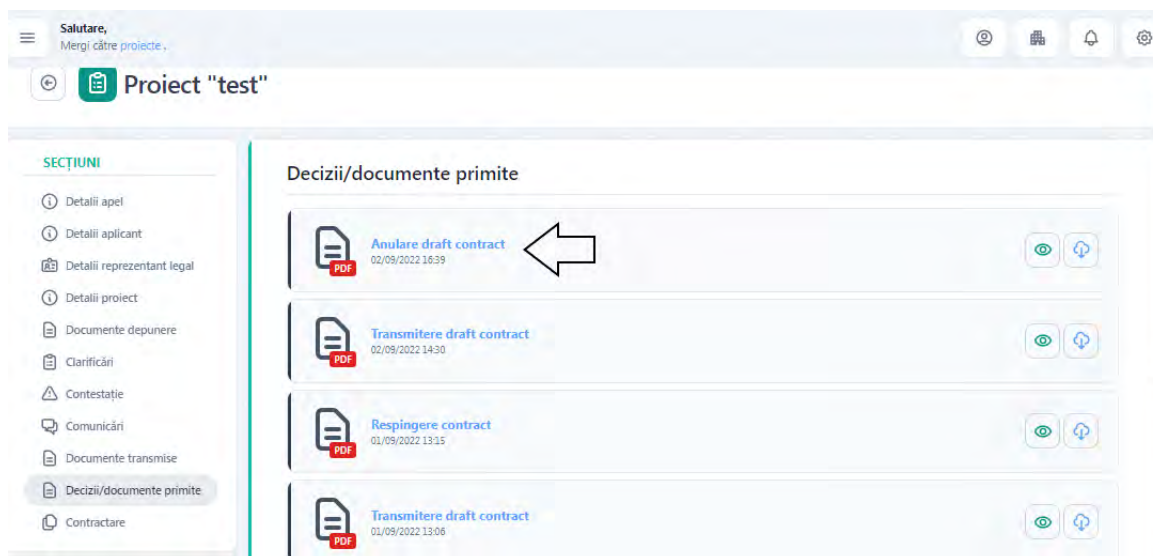 Salutare,
Mergi către proiecte .
Proiect "test"
SECȚIUNI
Detalii apel
Detalii aplicant
Detalii reprezentant legal
Detalii proiect
Documente depunere
Clarificări
Contestație
Comunicări
Documente transmise
Decizii/documente primite
Contractare
Decizii/documente primite
PDF
Anulare draft contract
02/09/2022 16:39
PDF
Transmitere draft contract
02/09/2022 14:30
PDF
Respingere contract
01/09/2022 13:15
PDF
Transmitere draft contract
01/09/2022 13:06